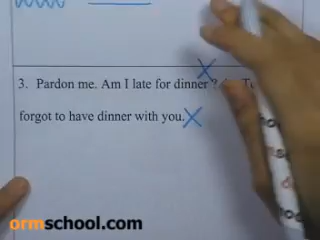 3. Pardon me. Am I late for dinner?
forgot to have dinner with you.
ormschool.com